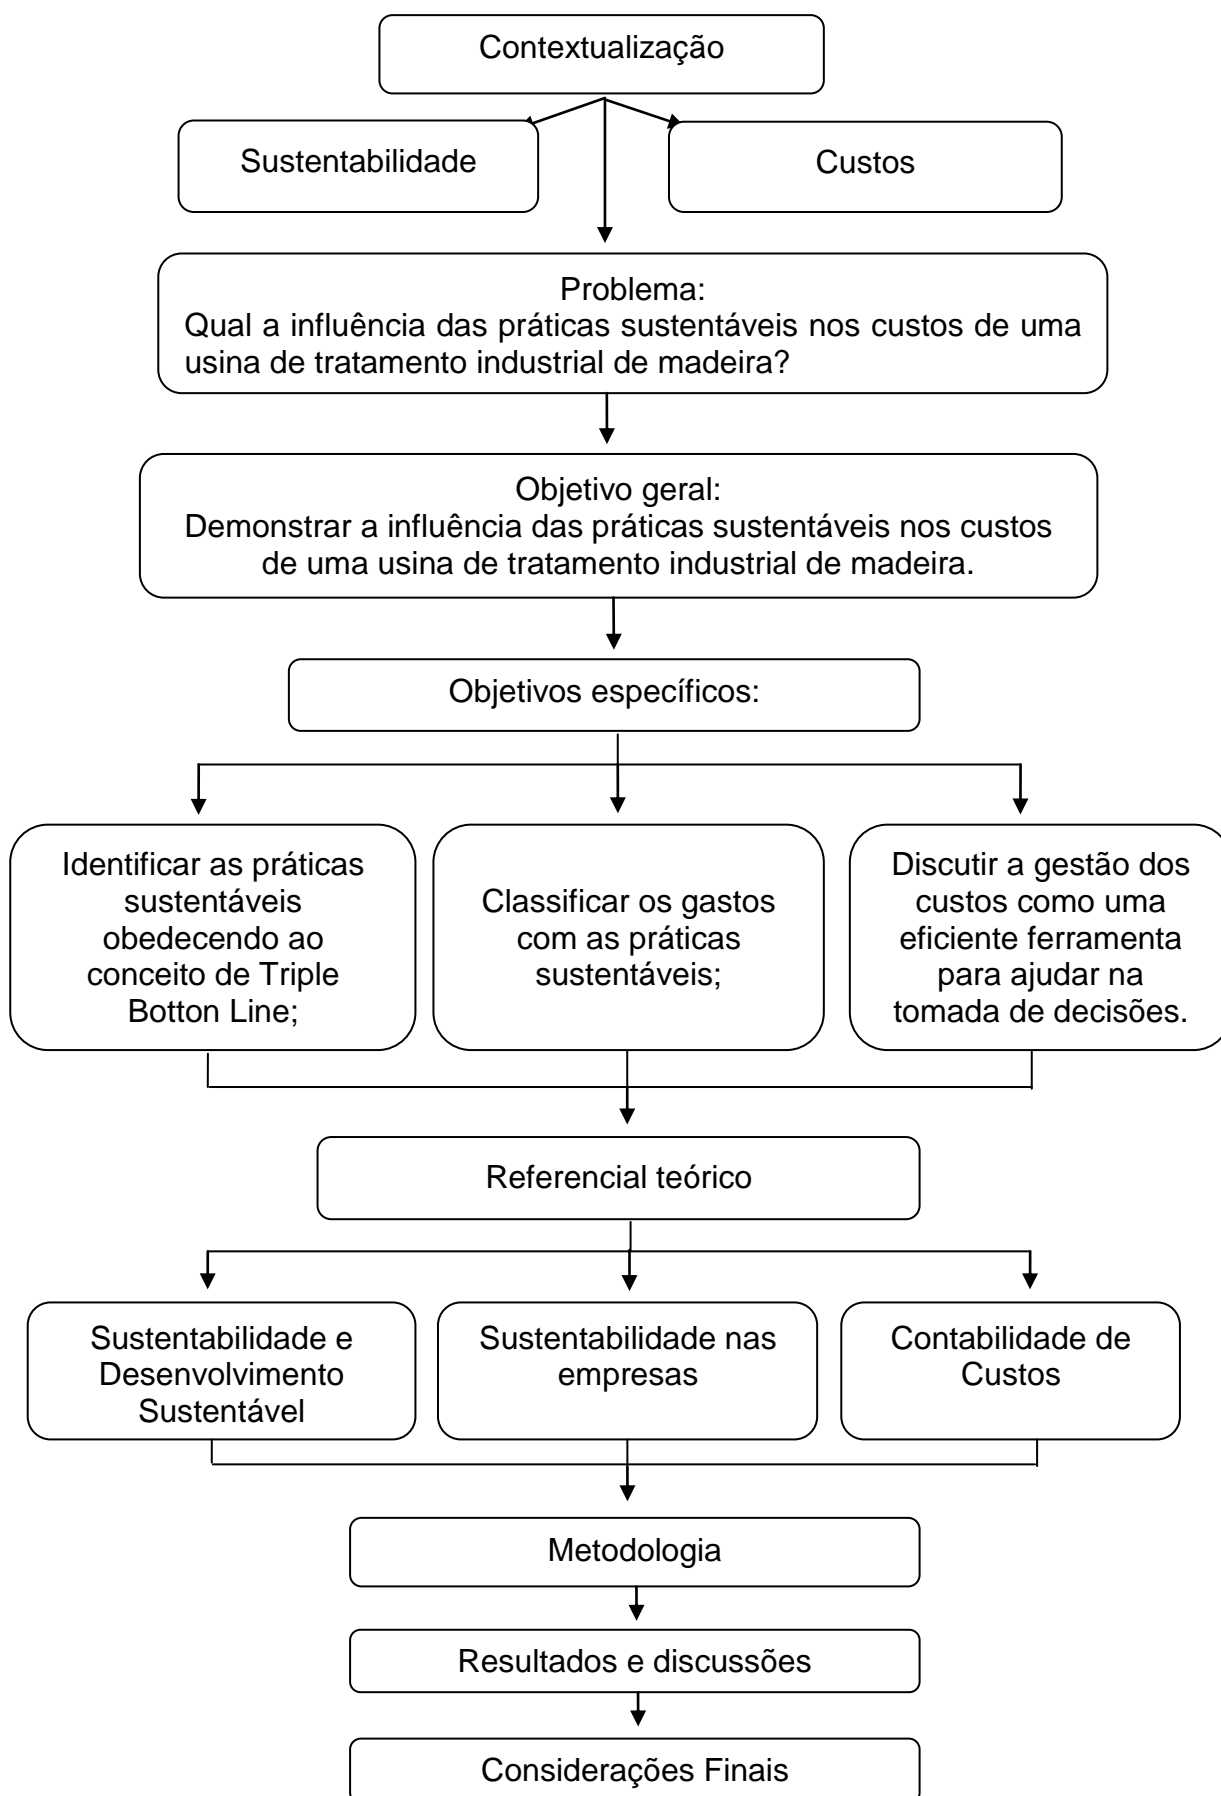 Contextualização
Sustentabilidade
Custos
Problema:
Qual a influência das práticas sustentáveis nos custos de uma
usina de tratamento industrial de madeira?
Objetivo geral:
Demonstrar a influência das práticas sustentáveis nos custos
de uma usina de tratamento industrial de madeira.
Objetivos específicos:
Identificar as práticas
sustentáveis
obedecendo ao
conceito de Triple
Botton Line;
Classificar os gastos
com as práticas
sustentáveis;
Discutir a gestão dos
custos como uma
eficiente ferramenta
para ajudar na
tomada de decisões.
Referencial teórico
Sustentabilidade e
Desenvolvimento
Sustentável
Sustentabilidade nas
empresas
Contabilidade de
Custos
Metodologia
Resultados e discussões
Considerações Finais